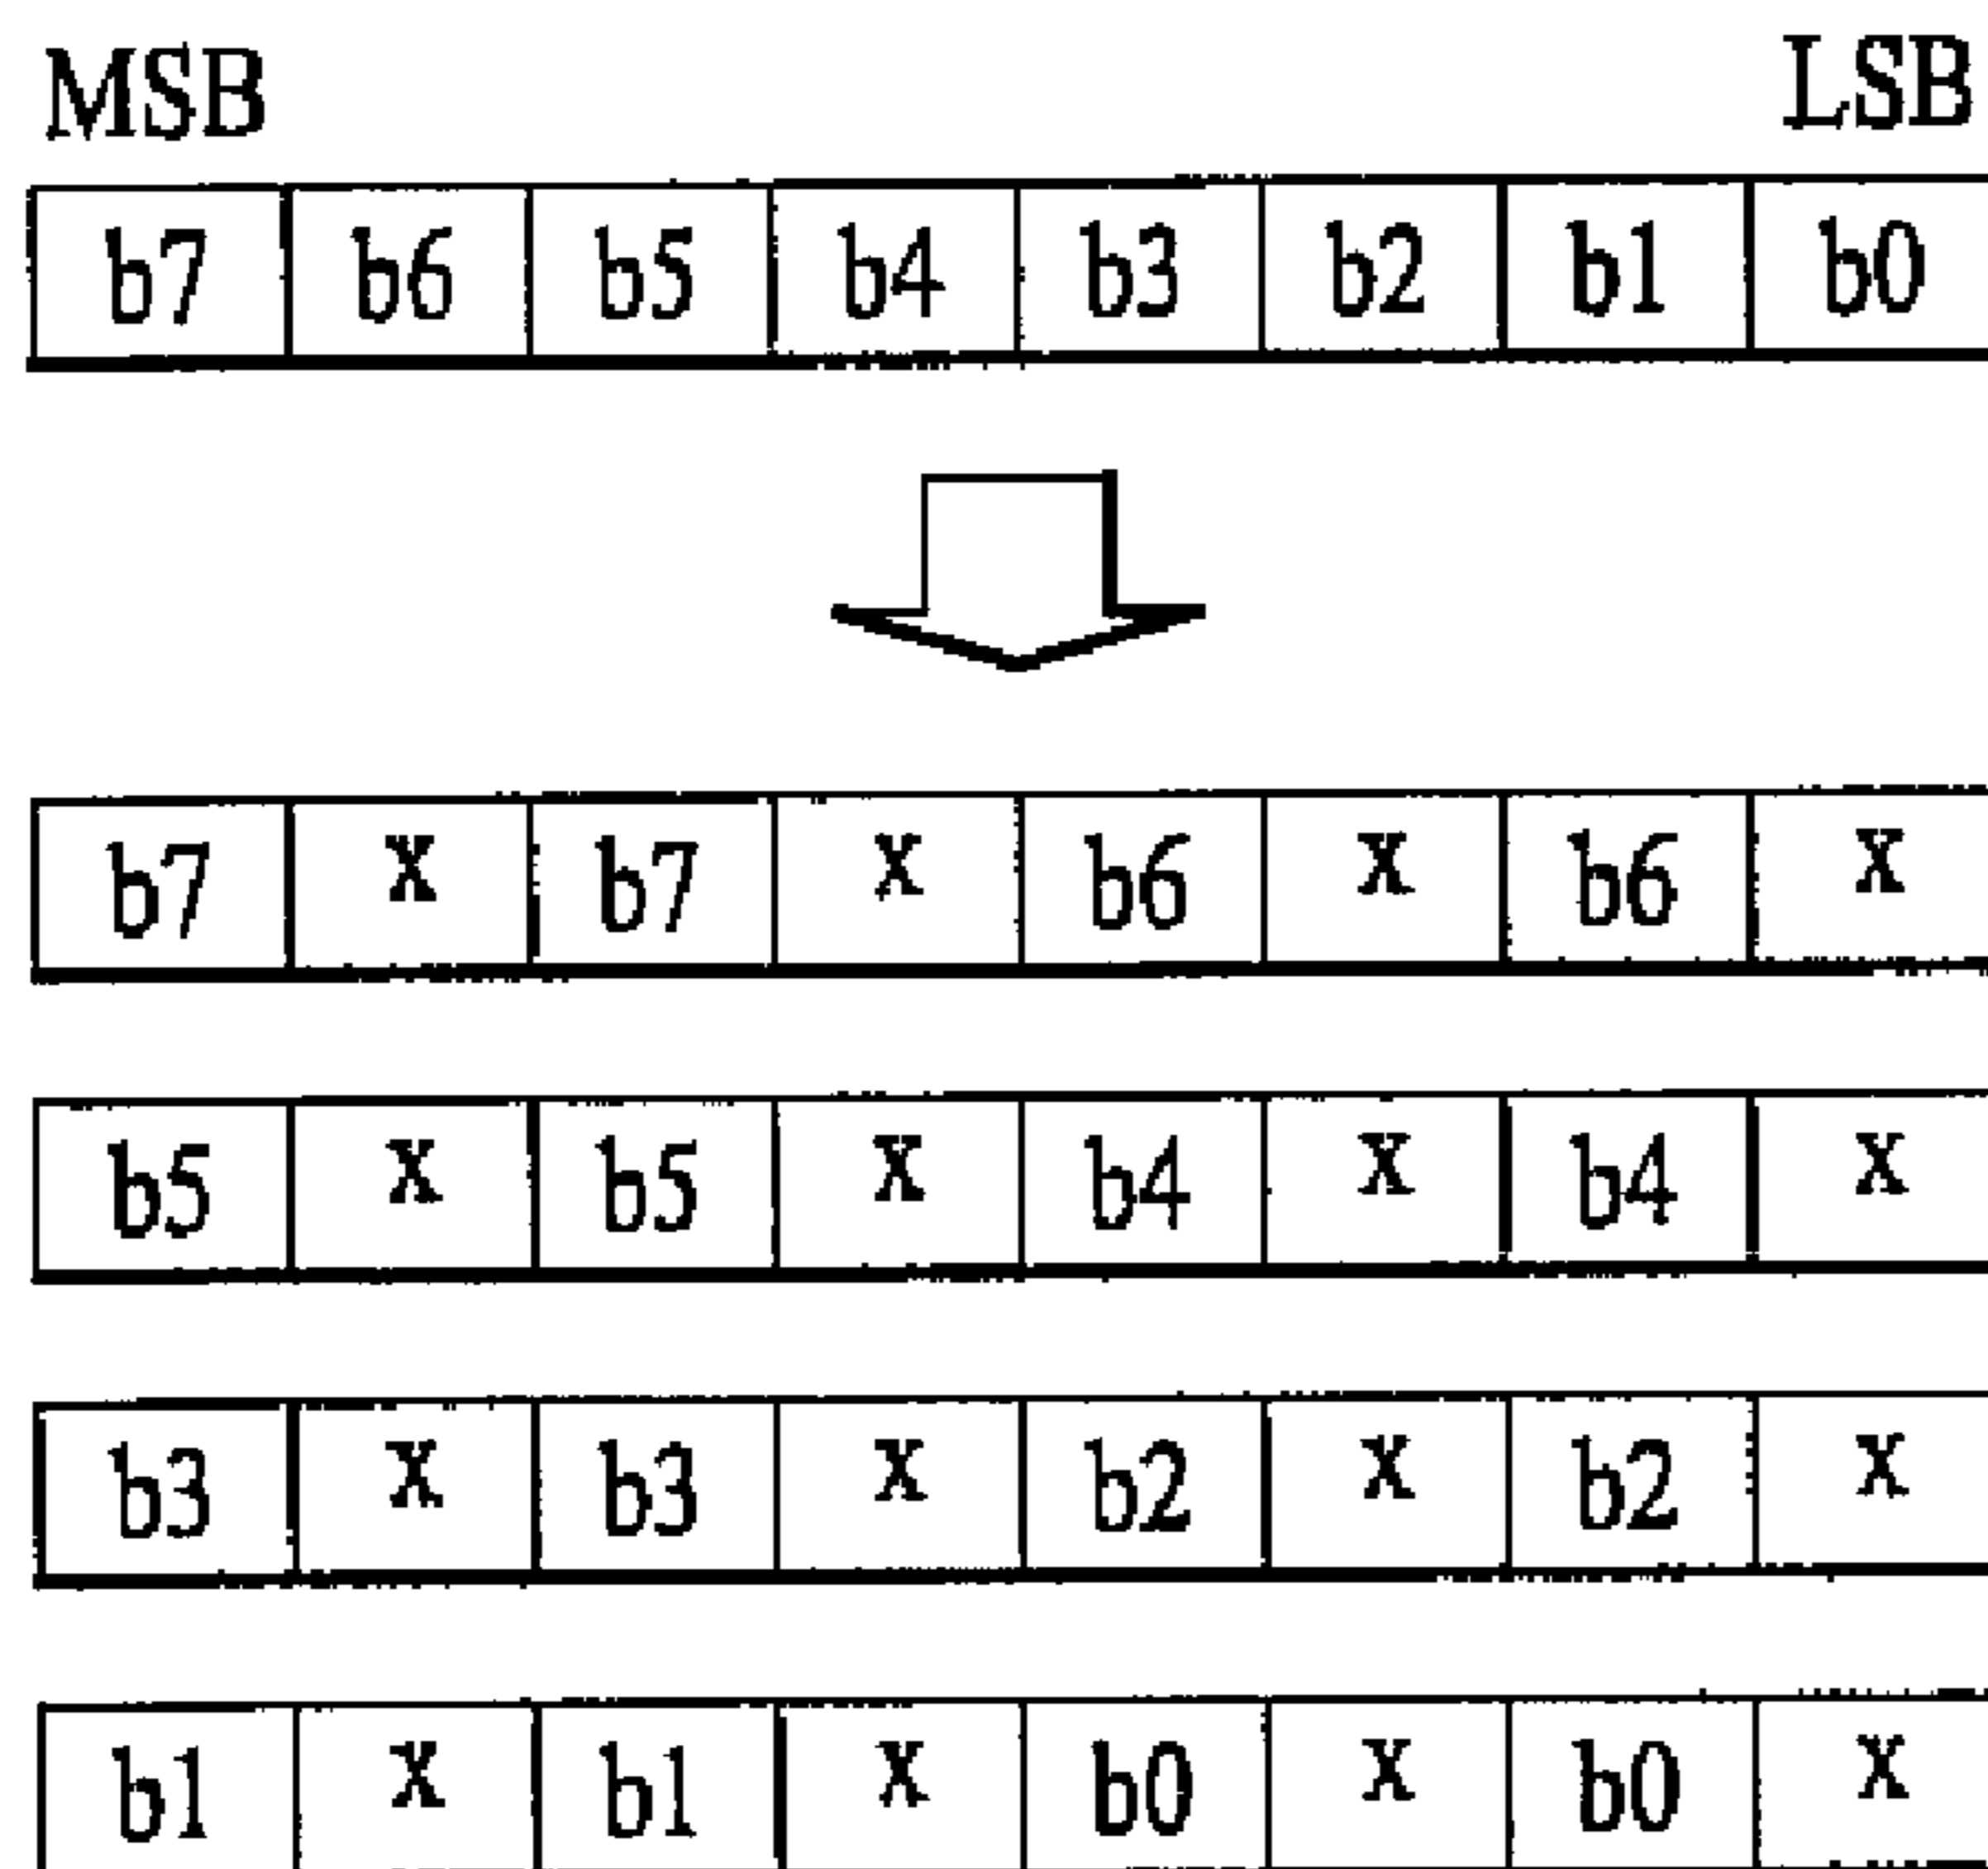 MSB LSB
b7 b6 b5 b4 b3 b2 b1 b0
b7 x b7 x b6 x b6 x
b5 x b5 x b4 x b4 x
b3 x b3 x b2 x b2 x
b1 x b1 x b0 x b0 x